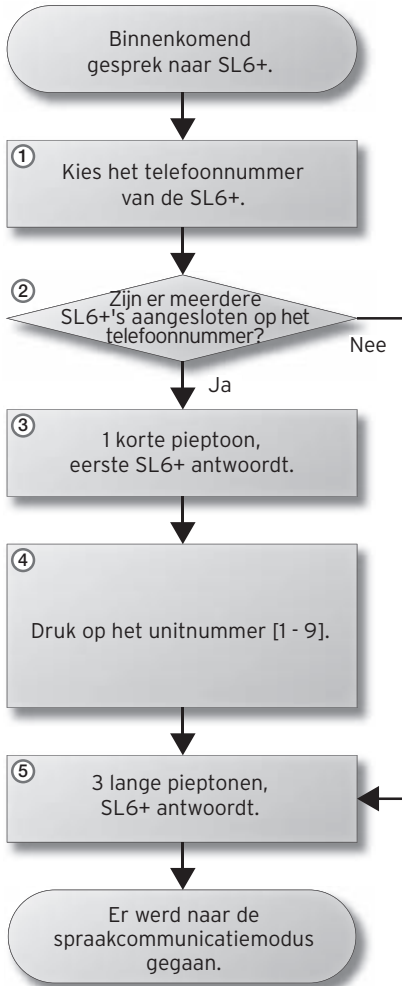 Binnenkomend
gesprek naar SL6+.
①
Kies het telefoonnummer
van de SL6+.
②
Zijn er meerdere
SL6+'s aangesloten op het
telefoonnummer?
Nee
Ja
③
1 korte pieptoon,
eerste SL6+ antwoordt.
④
Druk op het unitnummer [1 - 9].
⑤
3 lange pieptonen,
SL6+ antwoordt.
Er werd naar de
spraakcommunicatiemodus
gegaan.